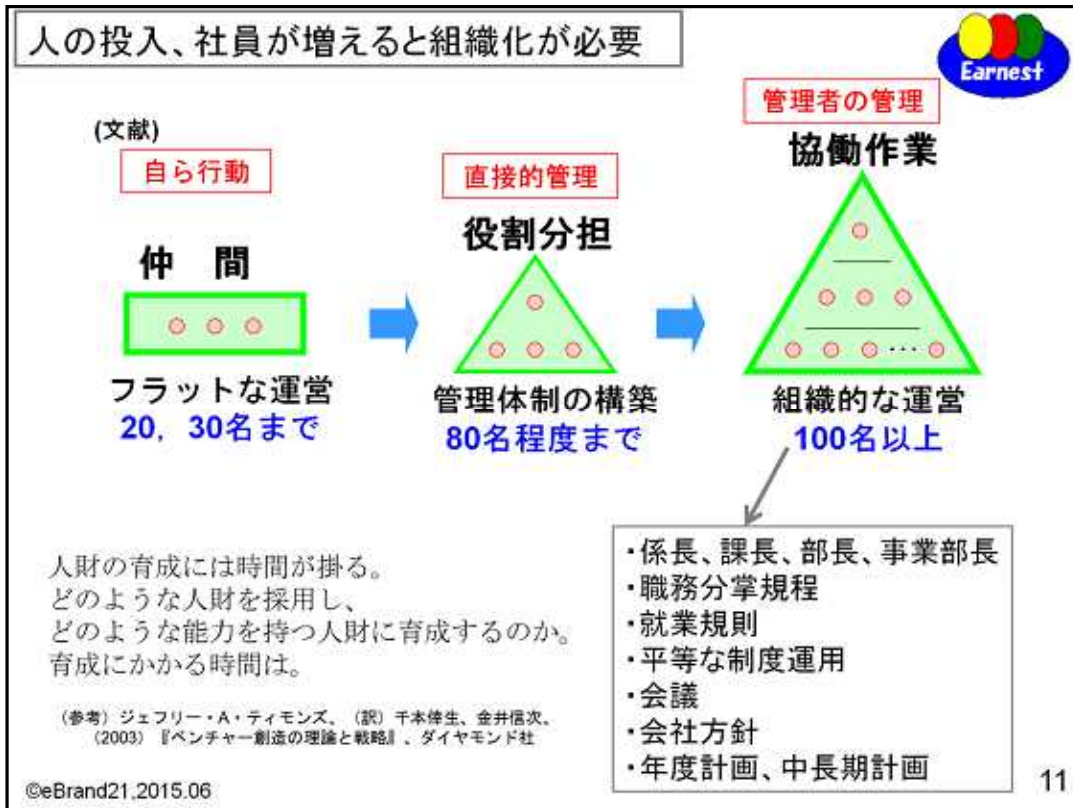 人の投入、社員が増えると組織化が必要
Earnest
(文献)
自ら行動
仲 間
フラットな運営
20，30名まで
直接的管理
役割分担
管理体制の構築
80名程度まで
管理者の管理
協働作業
…
組織的な運営
100名以上
人財の育成には時間が掛る。
どのような人財を採用し、
どのような能力を持つ人財に育成するのか。
育成にかかる時間は。
（参考）ジェフリー・A・ティモンズ、（訳）千本倖生、金井信次、
（2003）『ベンチャー創造の理論と戦略』、ダイヤモンド社
・係長、課長、部長、事業部長
・職務分掌規程
・就業規則
・平等な制度運用
・会議
・会社方針
・年度計画、中長期計画
©eBrand21,2015.06
11